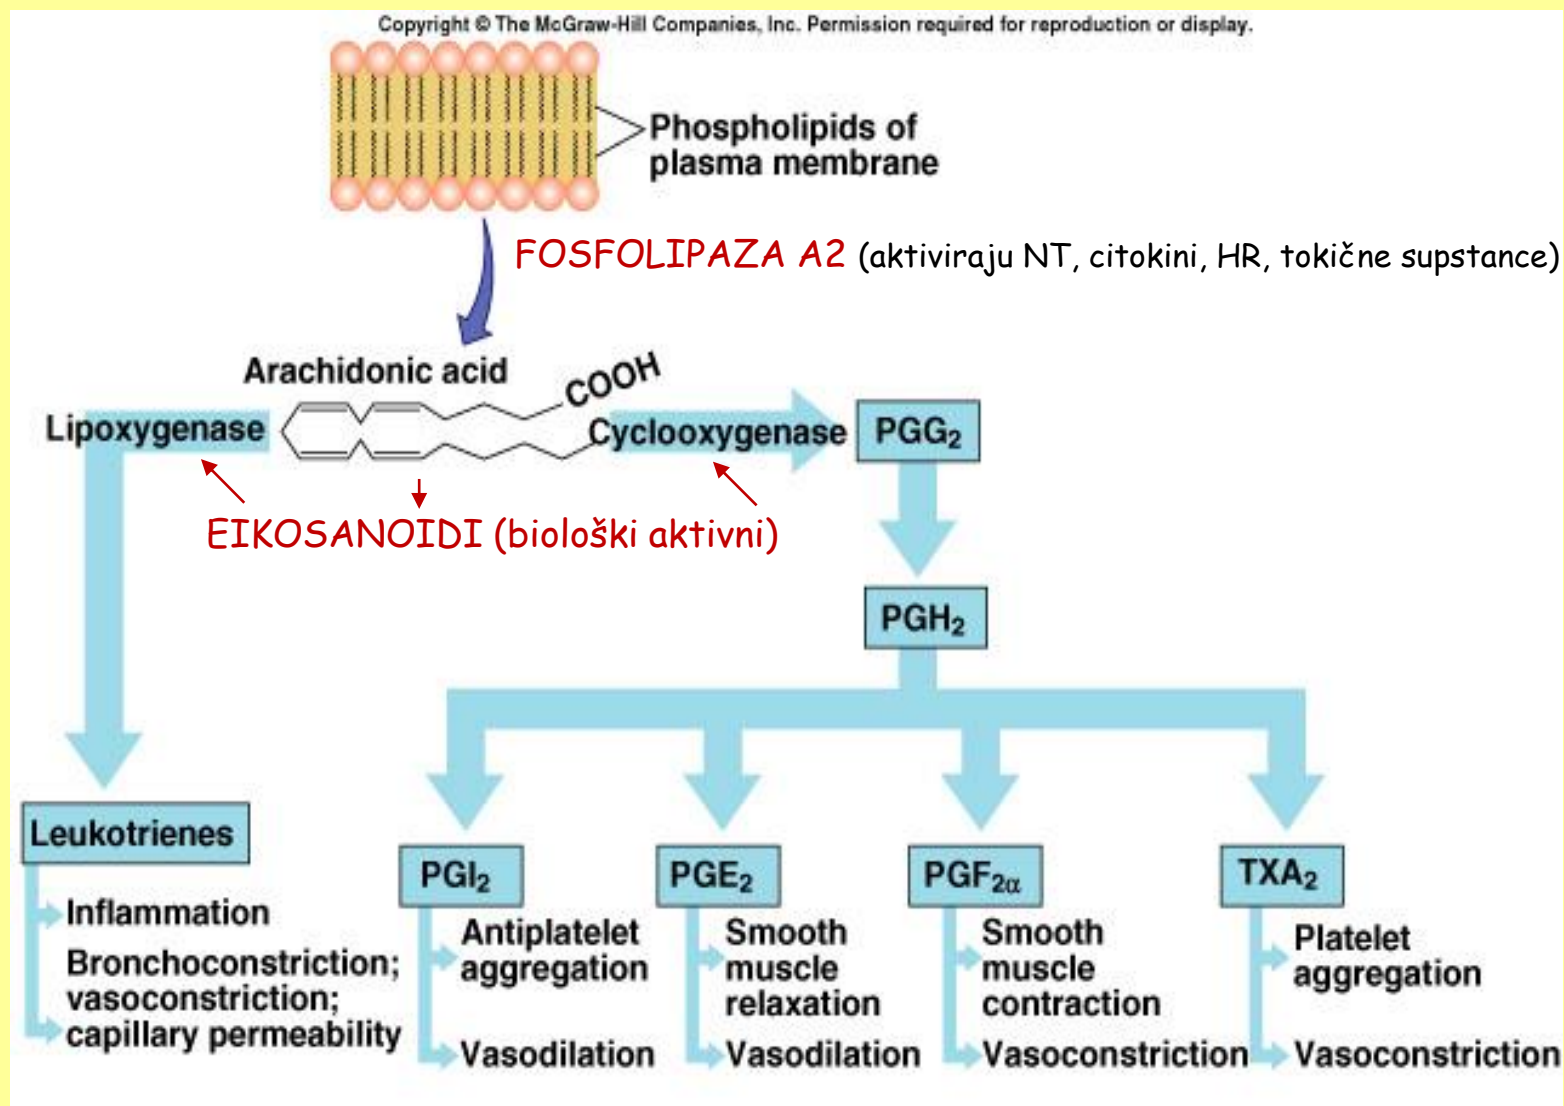 Copyright © The McGraw-Hill Companies, Inc. Permission required for reproduction or display.
Phospholipids of
plasma membrane
FOSFOLIPAZA A2 (aktiviraju NT, citokini, HR, tokične supstance)
Arachidonic acid
COOH
Lipoxygenase
Cyclooxygenase
PGG₂
EIKOSANOIDI (biološki aktivni)
PGH₂
Leukotrienes
Inflammation
Bronchoconstriction;
vasoconstriction;
capillary permeability
PGI₂
Antiplatelet
aggregation
Vasodilation
PGE₂
Smooth
muscle
relaxation
Vasodilation
PGF₂α
Smooth
muscle
contraction
Vasoconstriction
TXA₂
Platelet
aggregation
Vasoconstriction